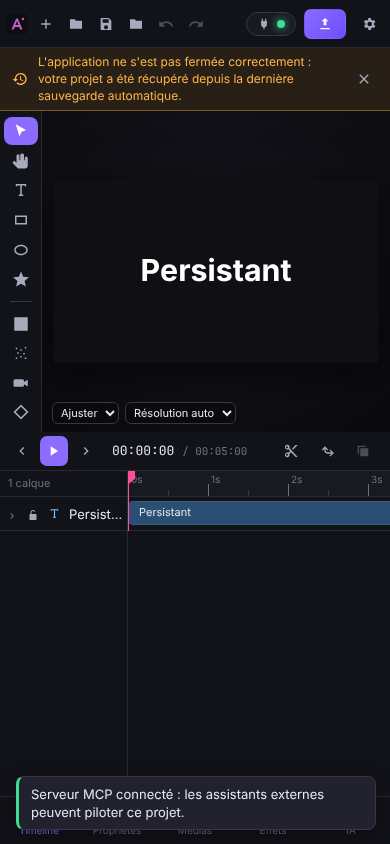 L'application ne s'est pas fermée correctement :
votre projet a été récupéré depuis la dernière
sauvegarde automatique.
T
Persistant
Ajuster Résolution auto
00:00:00 / 00:05:00
1 calque 0s 1s 2s 3s
T Persist... Persistant
Serveur MCP connecté : les assistants externes
peuvent piloter ce projet.
Timeline Propriétés Médias Effets IA